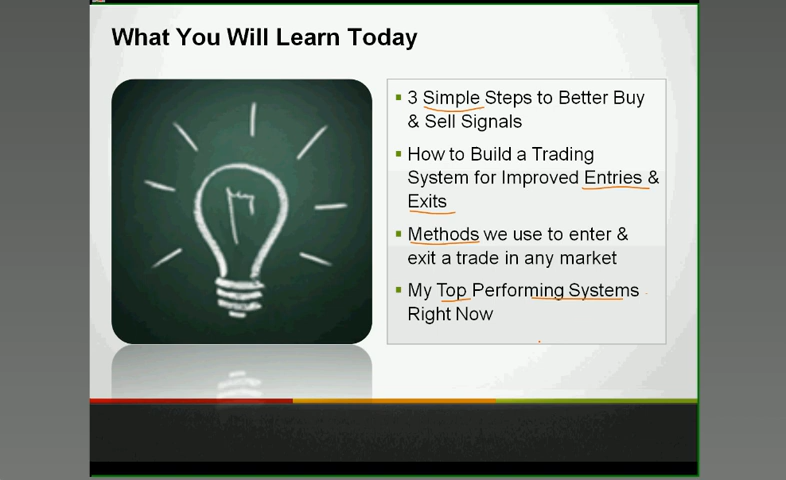 What You Will Learn Today
3 Simple Steps to Better Buy
& Sell Signals
How to Build a Trading
System for Improved Entries &
Exits
Methods we use to enter &
exit a trade in any market
My Top Performing Systems
Right Now